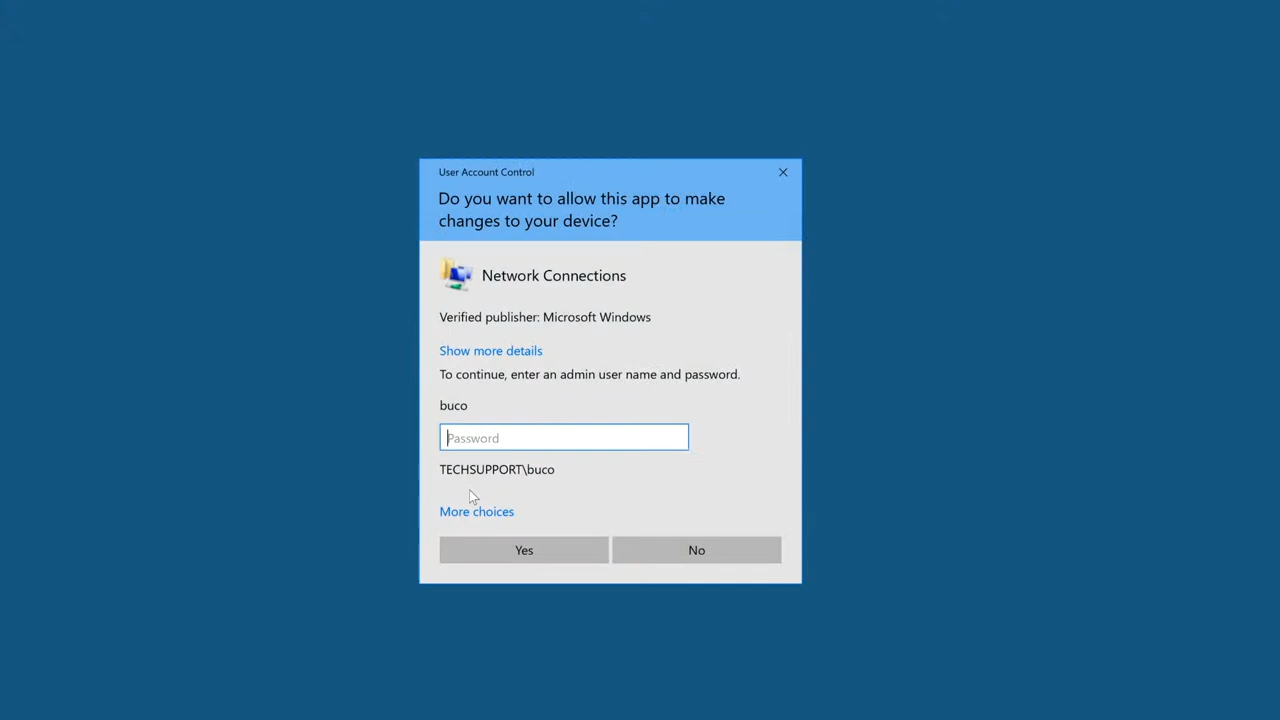 User Account Control
Do you want to allow this app to make
changes to your device?
Network Connections
Verified publisher: Microsoft Windows
Show more details
To continue, enter an admin user name and password.
buco
Password
TECHSUPPORT\buco
More choices
Yes
No